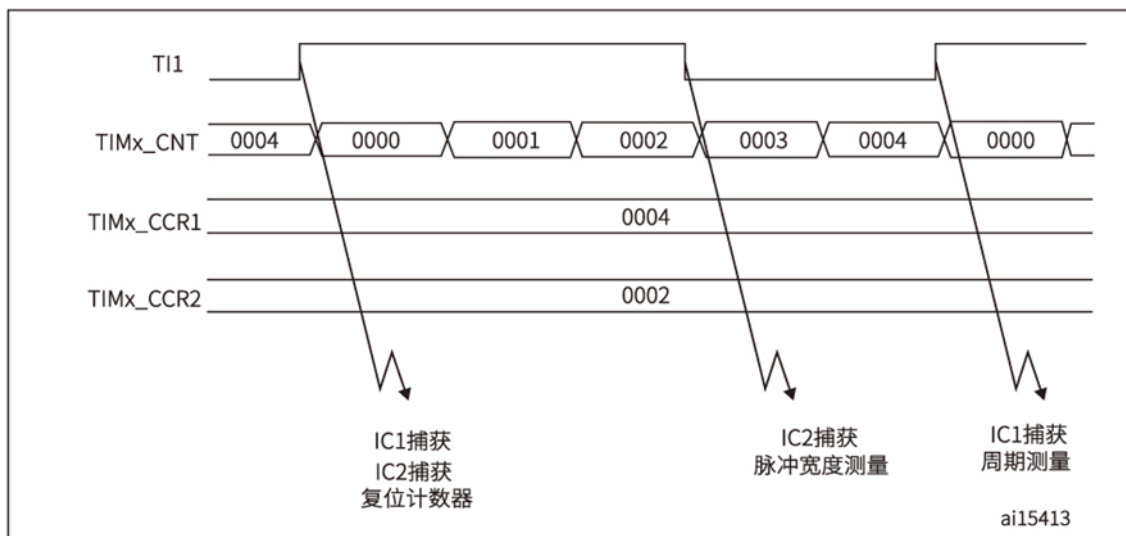 TI1
TIMx_CNT 0004 0000 0001 0002 0003 0004 0000
TIMx_CCR1 0004
TIMx_CCR2 0002
IC1捕获
IC2捕获
复位计数器
IC2捕获
脉冲宽度测量
IC1捕获
周期测量
ai15413